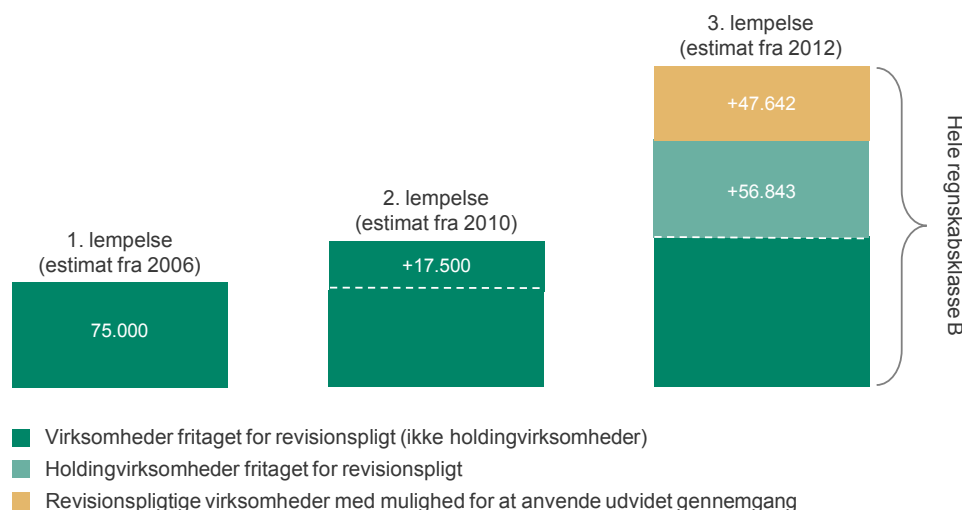 3. lempelse
(estimat fra 2012)
+47.642
+56.843
2. lempelse
(estimat fra 2010)
+17.500
1. lempelse
(estimat fra 2006)
75.000
Hele regnskabsklasse B
Virksomheder fritaget for revisionspligt (ikke holdingvirksomheder)
Holdingvirksomheder fritaget for revisionspligt
Revisionspligtige virksomheder med mulighed for at anvende udvidet gennemgang